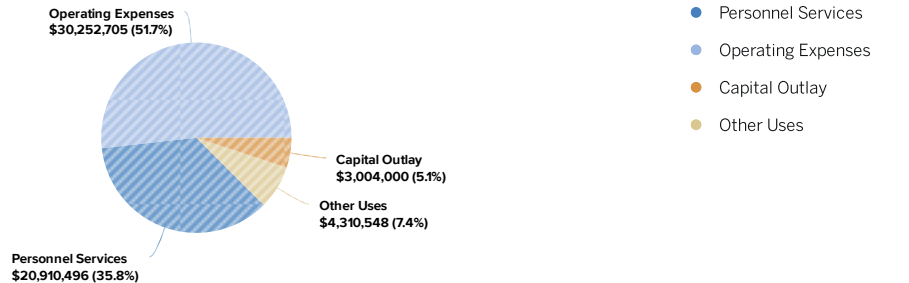 Operating Expenses
$30,252,705 (51.7%)
Capital Outlay
$3,004,000 (5.1%)
Other Uses
$4,310,548 (7.4%)
Personnel Services
$20,910,496 (35.8%)
Personnel Services
Operating Expenses
Capital Outlay
Other Uses